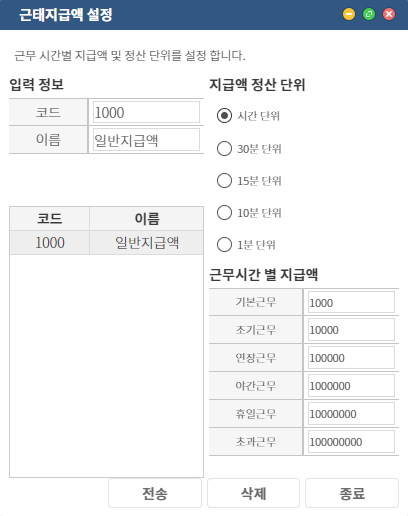 근태지급액 설정
근무 시간별 지급액 및 정산 단위를 설정 합니다.
입력 정보
코드 1000
이름 일반지급액
코드 이름
1000 일반지급액
지급액 정산 단위
시간 단위
30분 단위
15분 단위
10분 단위
1분 단위
근무시간 별 지급액
기본근무 1000
조기근무 10000
연장근무 100000
야간근무 1000000
휴일근무 10000000
초과근무 100000000
전송 삭제 종료